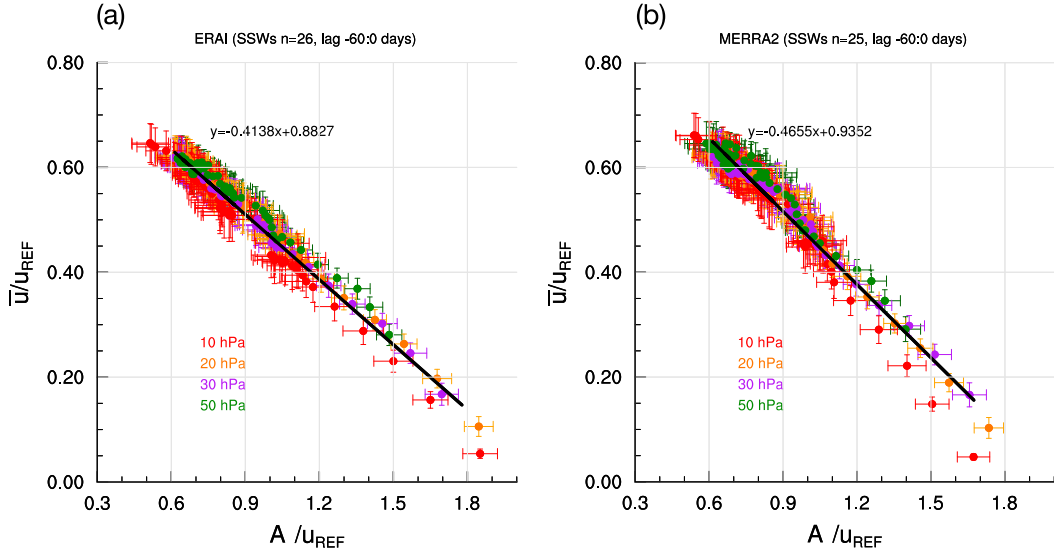 (a)
ERAI (SSWs n=26, lag -60:0 days)
0.80
0.60
0.40
0.20
0.00
0.3
0.6
0.9
1.2
1.5
1.8
y=-0.4138x+0.8827
10 hPa
20 hPa
30 hPa
50 hPa
u̅/u_REF
A /u_REF
(b)
MERRA2 (SSWs n=25, lag -60:0 days)
0.80
0.60
0.40
0.20
0.00
0.3
0.6
0.9
1.2
1.5
1.8
y=-0.4655x+0.9352
10 hPa
20 hPa
30 hPa
50 hPa
u̅/u_REF
A /u_REF